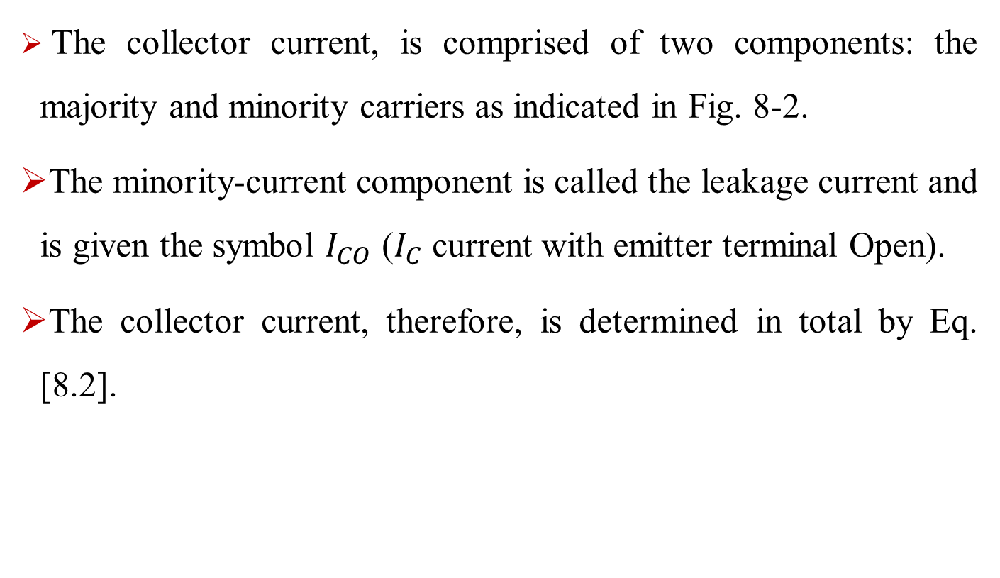 ➢ The collector current, is comprised of two components: the
majority and minority carriers as indicated in Fig. 8-2.
➢The minority-current component is called the leakage current and
is given the symbol I_CO (I_C current with emitter terminal Open).
➢The collector current, therefore, is determined in total by Eq.
[8.2].